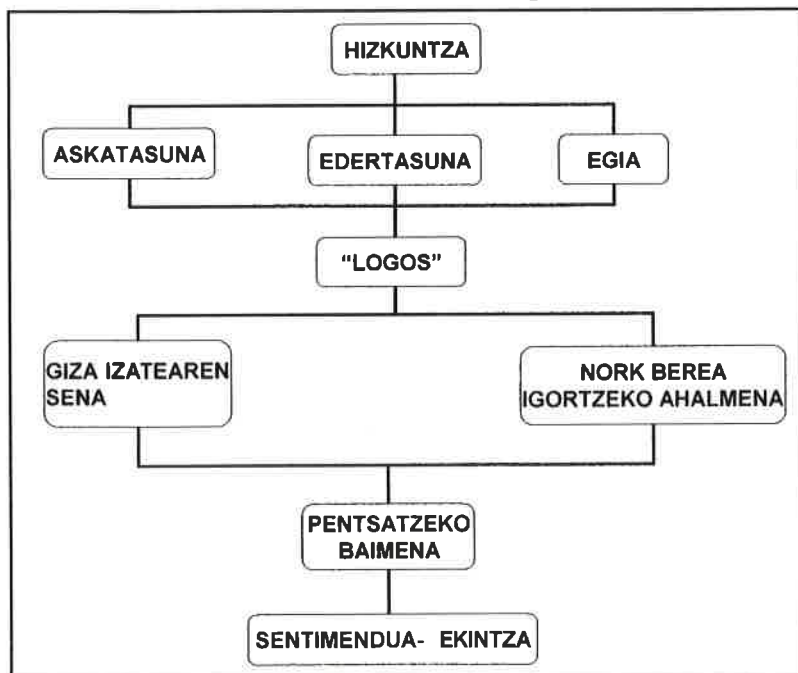 HIZKUNTZA
ASKATASUNA
EDERTASUNA
EGIA
“LOGOS”
GIZA IZATEAREN
SENA
NORK BEREA
IGORTZEKO AHALMENA
PENTSATZEKO
BAIMENA
SENTIMENDUA- EKINTZA